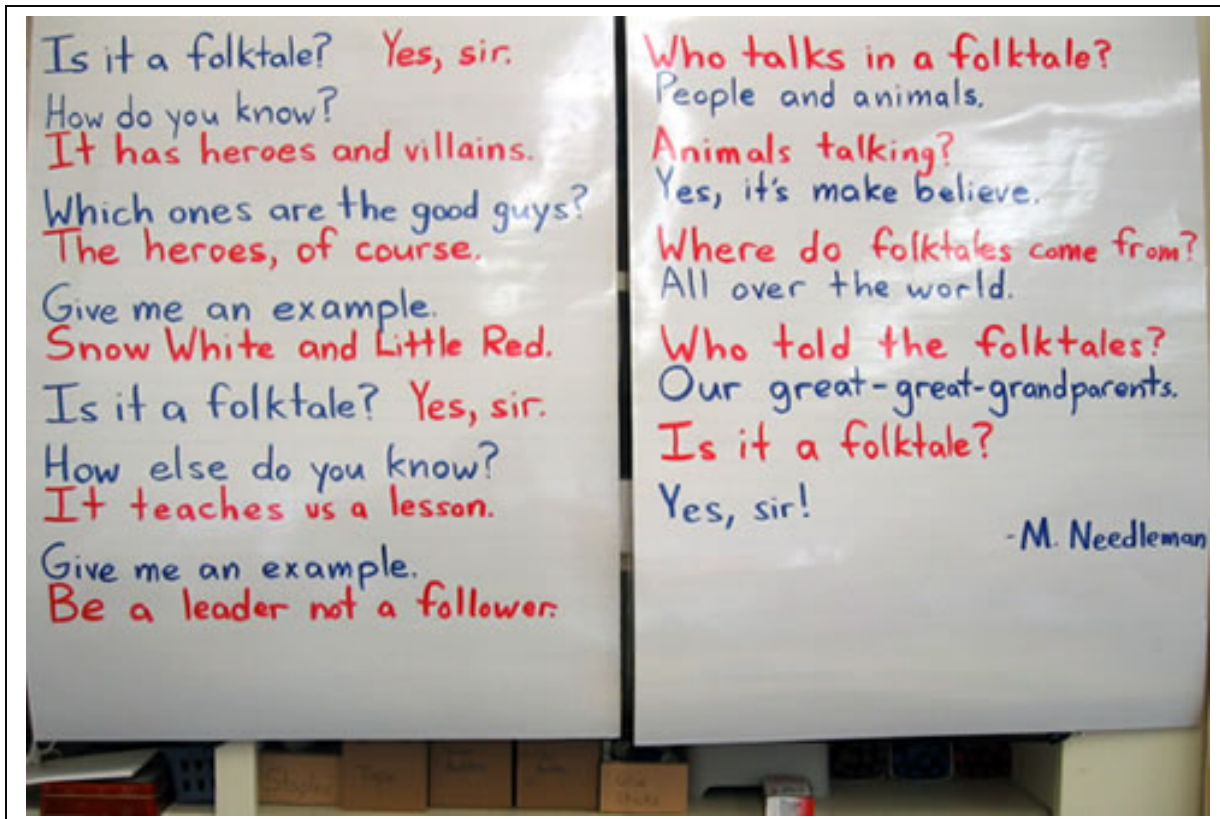 Is it a folktale? Yes, sir.
How do you know?
It has heroes and villains.
Which ones are the good guys?
The heroes, of course.
Give me an example.
Snow White and Little Red.
Is it a folktale? Yes, sir.
How else do you know?
It teaches us a lesson.
Give me an example.
Be a leader not a follower.
Who talks in a folktale?
People and animals.
Animals talking?
Yes, it's make believe.
Where do folktales come from?
All over the world.
Who told the folktales?
Our great-great-grandparents.
Is it a folktale?
Yes, sir!
-M. Needleman